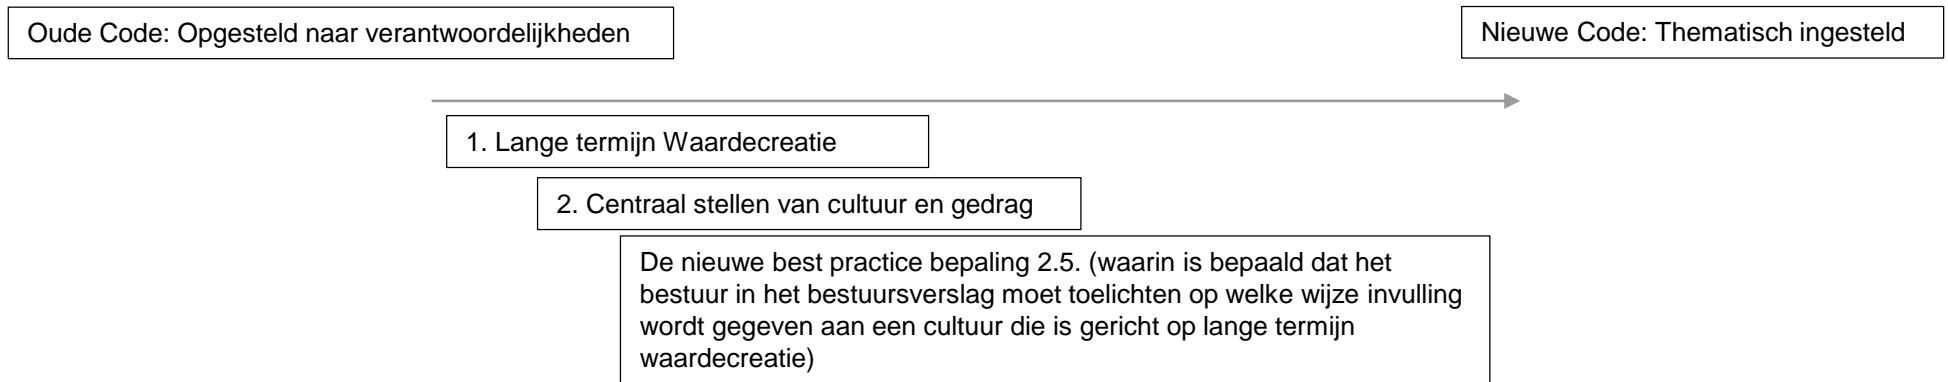 Oude Code: Opgesteld naar verantwoordelijkheden
Nieuwe Code: Thematisch ingesteld
1. Lange termijn Waardecreatie
2. Centraal stellen van cultuur en gedrag
De nieuwe best practice bepaling 2.5. (waarin is bepaald dat het
bestuur in het bestuursverslag moet toelichten op welke wijze invulling
wordt gegeven aan een cultuur die is gericht op lange termijn
waardecreatie)